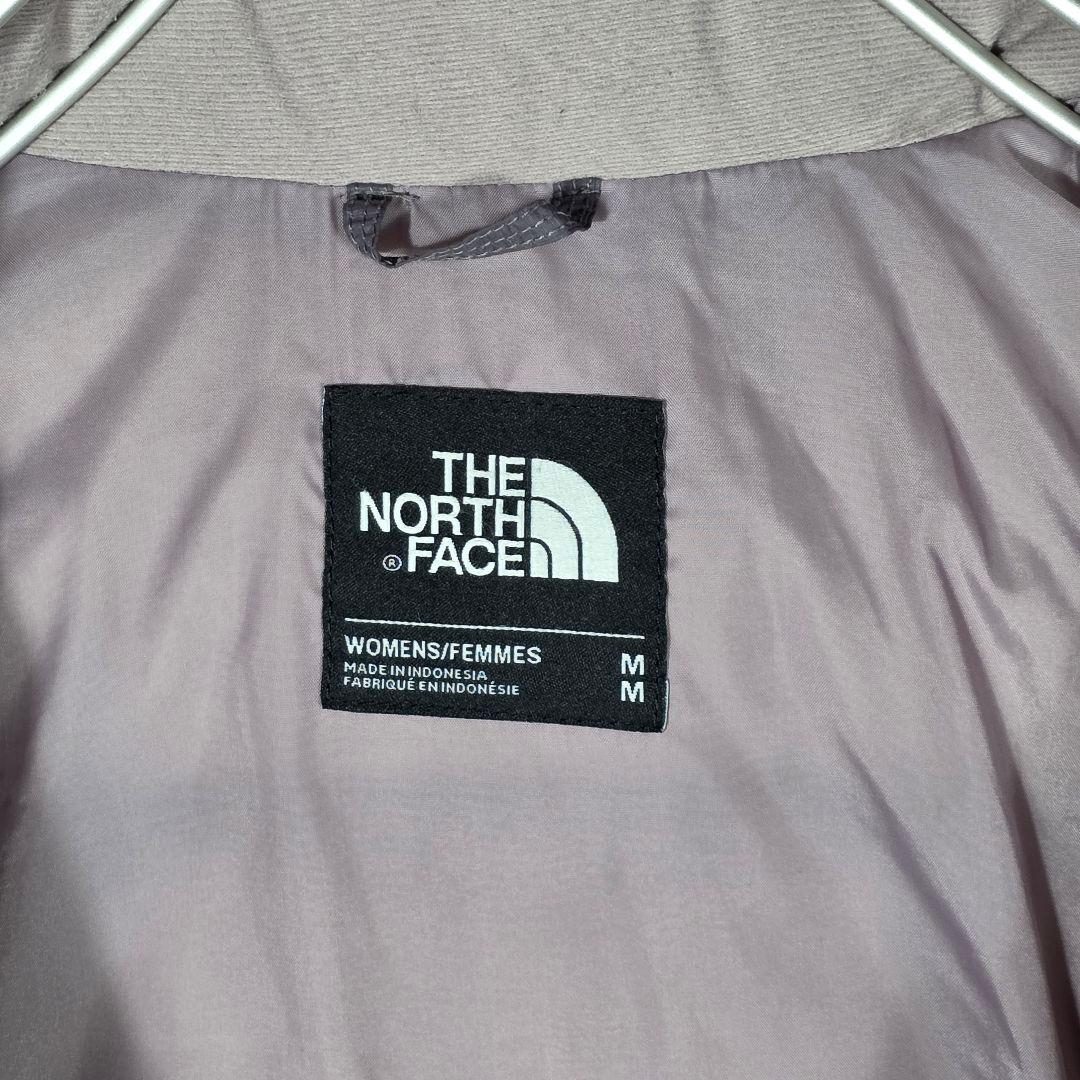 THE
NORTH
® FACE
WOMENS/FEMMES M
MADE IN INDONESIA
FABRIQUÉ EN INDONÉSIE M